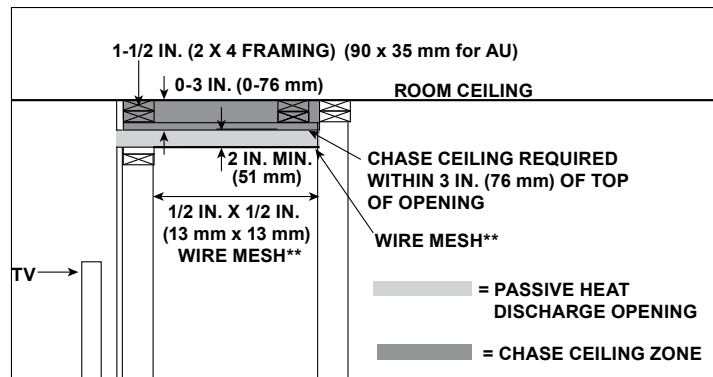 1-1/2 IN. (2 X 4 FRAMING) (90 x 35 mm for AU)
0-3 IN. (0-76 mm)
ROOM CEILING
2 IN. MIN.
(51 mm)
CHASE CEILING REQUIRED
WITHIN 3 IN. (76 mm) OF TOP
OF OPENING
1/2 IN. X 1/2 IN.
(13 mm x 13 mm)
WIRE MESH**
WIRE MESH**
TV
= PASSIVE HEAT
DISCHARGE OPENING
= CHASE CEILING ZONE